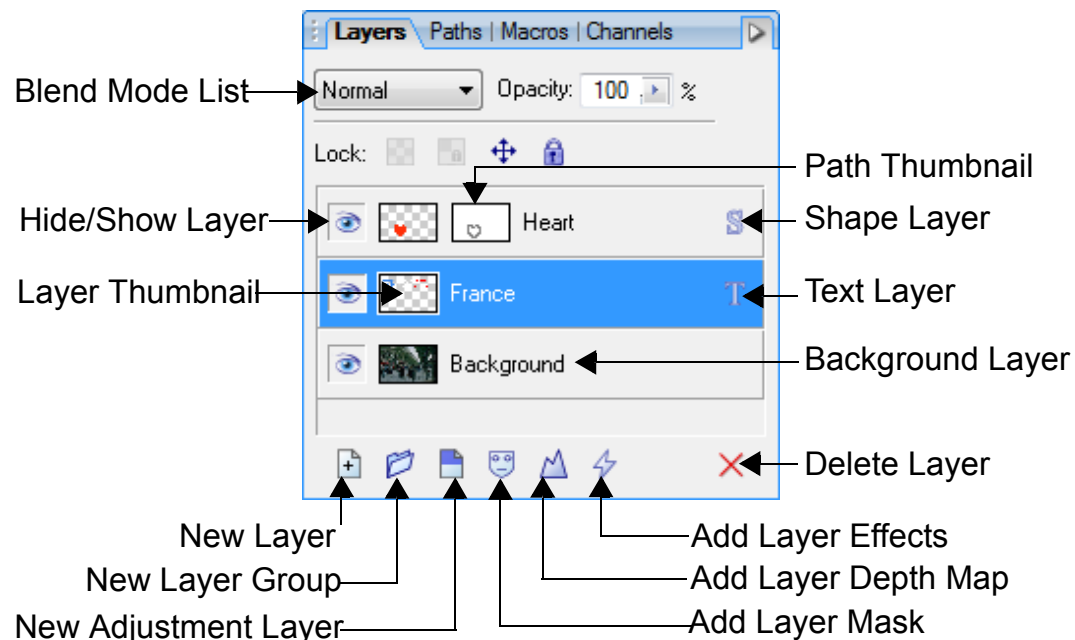 Layers Paths | Macros | Channels
Blend Mode List
Normal Opacity: 100 %
Lock:
Path Thumbnail
Hide/Show Layer
Heart
S
Shape Layer
Layer Thumbnail
France
T
Text Layer
Background
Background Layer
Delete Layer
New Layer
Add Layer Effects
New Layer Group
Add Layer Depth Map
New Adjustment Layer
Add Layer Mask